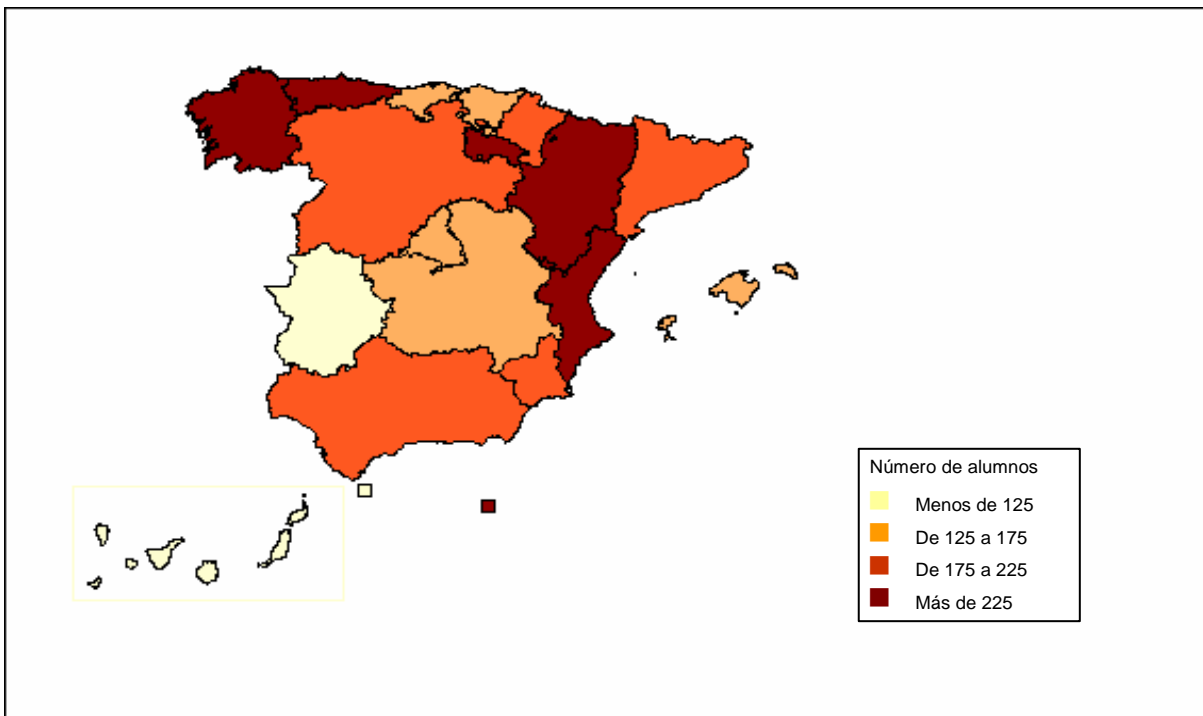 Número de alumnos
Menos de 125
De 125 a 175
De 175 a 225
Más de 225